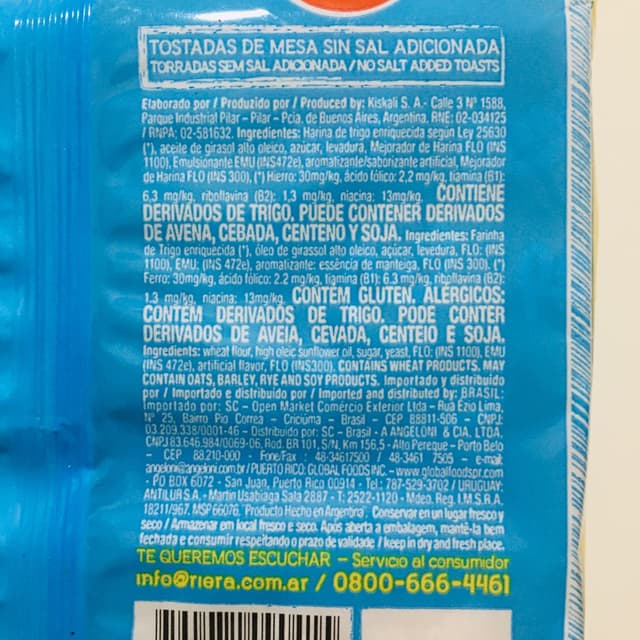 TOSTADAS DE MESA SIN SAL ADICIONADA
TORRADAS SEM SAL ADICIONADA / NO SALT ADDED TOASTS
Elaborado por / Produzido por / Produced by: Kiskali S. A.- Calle 3 Nº 1588,
Parque Industrial Pilar – Pilar – Pcia. de Buenos Aires, Argentina. RNE: 02-034125
/ RNPA: 02-581632. Ingredientes: Harina de trigo enriquecida según Ley 25630
(*), aceite de girasol alto oleico, azúcar, levadura, Mejorador de Harina FLO (INS
1100), Emulsionante EMU (INS472e), aromatizante/saborizante artificial, Mejorador
de Harina FLO (INS 300), (*) Hierro: 30mg/kg, ácido fólico: 2,2 mg/kg, tiamina (B1):
6,3 mg/kg, riboflavina (B2): 1,3 mg/kg, niacina: 13mg/kg. CONTIENE
DERIVADOS DE TRIGO. PUEDE CONTENER DERIVADOS
DE AVENA, CEBADA, CENTENO Y SOJA. Ingredientes: Farinha
de Trigo enriquecida (*), óleo de girassol alto oleico, açúcar, levedura, FLO: (INS
1100), EMU: (INS 472e), aromatizante: essência de manteiga, FLO (INS 300). (*)
Ferro: 30mg/kg, ácido fólico: 2.2 mg/kg, tiamina (B1): 6.3 mg/kg, riboflavina (B2):
1.3 mg/kg, niacina: 13mg/kg. CONTÉM GLUTEN. ALÉRGICOS:
CONTÉM DERIVADOS DE TRIGO. PODE CONTER
DERIVADOS DE AVEIA, CEVADA, CENTEIO E SOJA.
Ingredients: wheat flour, high oleic sunflower oil, sugar, yeast, FLO: (INS 1100), EMU
(INS 472e), artificial flavor, FLO (INS300). CONTAINS WHEAT PRODUCTS. MAY
CONTAIN OATS, BARLEY, RYE AND SOY PRODUCTS. Importado y distribuido
por / Importado e distribuido por / Imported and distributed by: BRASIL:
Importado por: SC – Open Market Comércio Exterior Ltda – Rua Ézio Lima,
Nº 25, Bairro Pio Correa – Criciúma – Brasil – CEP 88811-506 – CNPJ:
03.209.338/0001-46 – Distribuido por: SC – Brasil - A ANGELONI & CIA. LTDA,
CNPJ 83.646.984/0069-06, Rod. BR 101, S/N, Km 156,5 - Alto Pereque – Porto Belo
– CEP 88.210-000 - Fone/Fax : 48-34617500 / 48-3461 7505 – e-mail:
angeloni@angeloni.com.br / PUERTO RICO: GLOBAL FOODS INC. – www.globalfoodspr.com
- PO BOX 6072 - San Juan, Puerto Rico 00914 - Tel.: 787-529-3702 / URUGUAY:
ANTILUR S.A. - Martin Usabiaga Sala 2887 - T: 2522-1120 - Mdeo. Reg. I.M.S.R.A.
18211/967. MSP 66076. ¨Producto Hecho en Argentina¨. Conservar en un lugar fresco y
seco / Armazenar em local fresco e seco. Após aberta a embalagem, mantê-la bem
fechada e consumir respeitando o prazo de validade / keep in dry and fresh place.
TE QUEREMOS ESCUCHAR – Servicio al consumidor
info@riera.com.ar / 0800-666-4461